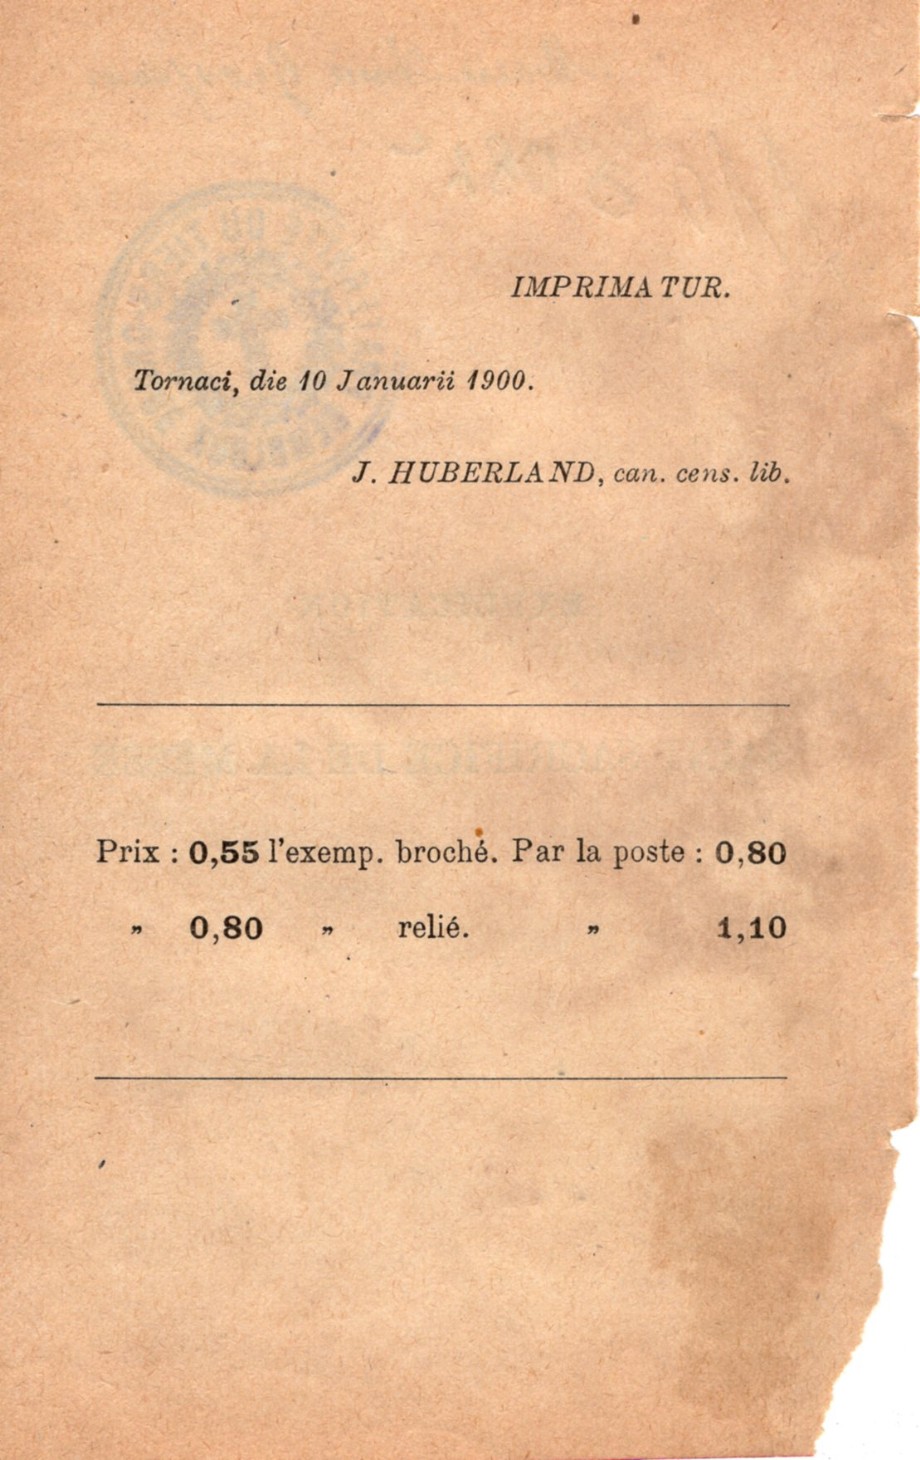 IMPRIMATUR.
Tornaci, die 10 Januarii 1900.
J. HUBERLAND, can. cens. lib.
Prix : 0,55 l'exemp. broché. Par la poste : 0,80
„ 0,80 „ relié. „ 1,10